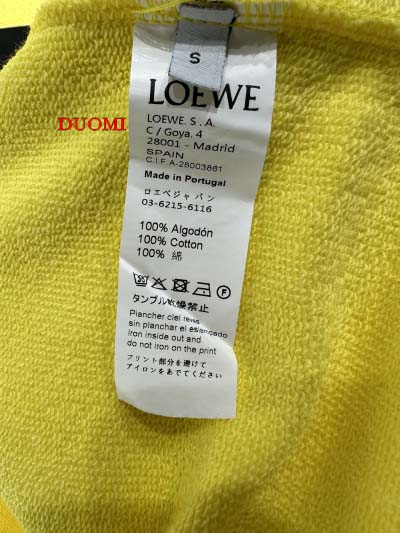 S
LOEWE
DUOMI
LOEWE. S. A.
C / Goya. 4
28001 - Madrid
SPAIN
C.I.F A-28003861
Made in Portugal
ロエベジャパン
03-6215-6116
100% Algodón
100% Cotton
100% 綿
F
タンブル乾燥禁止
Plancher
sin planchar el estampado
Iron inside out and
do not Iron on the print
プリント部分を避けて
アイロンをあててください